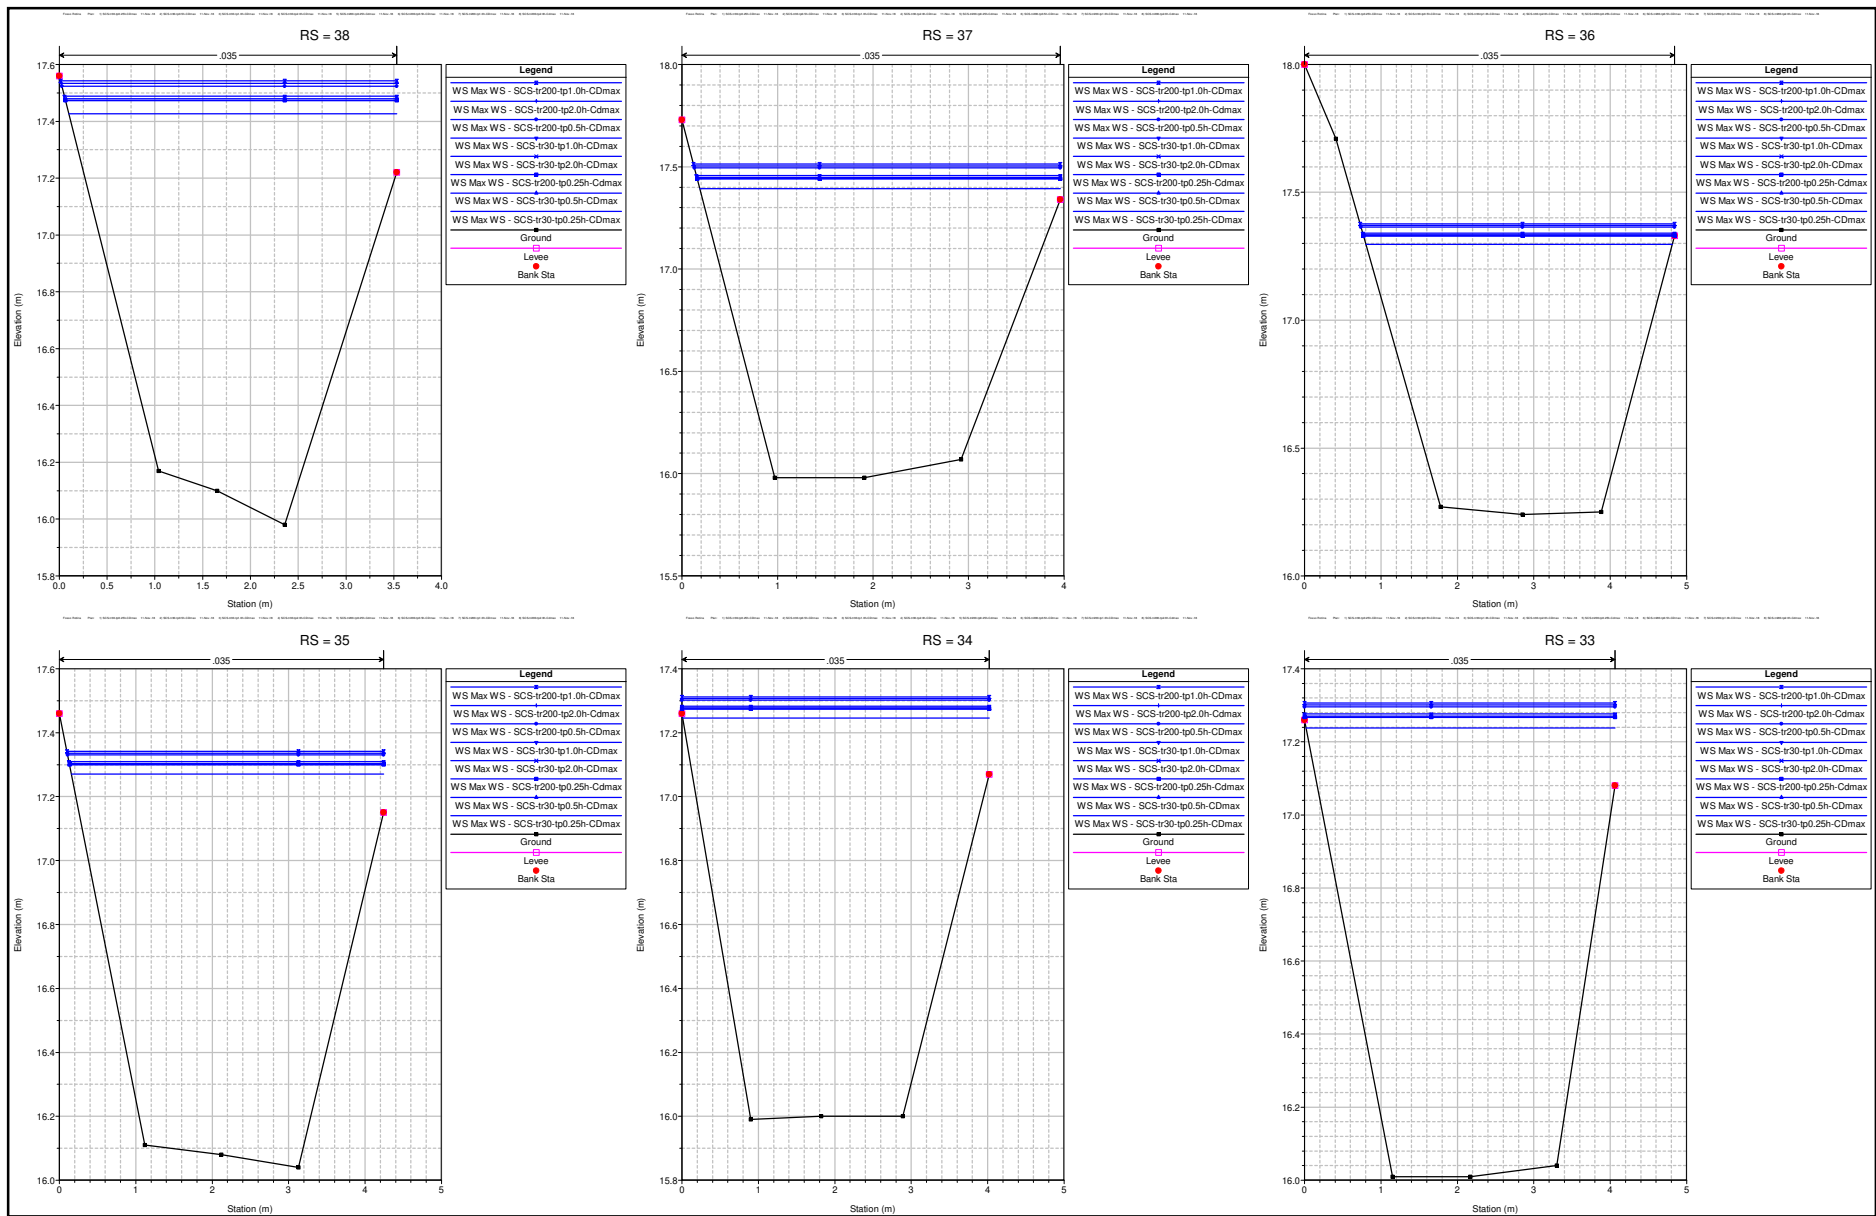 RS = 38
.035
17.6
17.4
17.2
17.0
16.8
16.6
16.4
16.2
16.0
15.8
0.0
0.5
1.0
1.5
2.0
2.5
3.0
3.5
4.0
Station (m)
Elevation (m)
Legend
WS Max WS - SCS-tr200-tp1.0h-CDmax
WS Max WS - SCS-tr200-tp2.0h-Cdmax
WS Max WS - SCS-tr200-tp0.5h-CDmax
WS Max WS - SCS-tr30-tp1.0h-CDmax
WS Max WS - SCS-tr30-tp2.0h-CDmax
WS Max WS - SCS-tr200-tp0.25h-Cdmax
WS Max WS - SCS-tr30-tp0.5h-CDmax
WS Max WS - SCS-tr30-tp0.25h-CDmax
Ground
Levee
Bank Sta
RS = 37
.035
18.0
17.5
17.0
16.5
16.0
15.5
0
1
2
3
4
Station (m)
Elevation (m)
Legend
WS Max WS - SCS-tr200-tp1.0h-CDmax
WS Max WS - SCS-tr200-tp2.0h-Cdmax
WS Max WS - SCS-tr200-tp0.5h-CDmax
WS Max WS - SCS-tr30-tp1.0h-CDmax
WS Max WS - SCS-tr30-tp2.0h-CDmax
WS Max WS - SCS-tr200-tp0.25h-Cdmax
WS Max WS - SCS-tr30-tp0.5h-CDmax
WS Max WS - SCS-tr30-tp0.25h-CDmax
Ground
Levee
Bank Sta
RS = 36
.035
18.0
17.5
17.0
16.5
16.0
0
1
2
3
4
5
Station (m)
Elevation (m)
Legend
WS Max WS - SCS-tr200-tp1.0h-CDmax
WS Max WS - SCS-tr200-tp2.0h-Cdmax
WS Max WS - SCS-tr200-tp0.5h-CDmax
WS Max WS - SCS-tr30-tp1.0h-CDmax
WS Max WS - SCS-tr30-tp2.0h-CDmax
WS Max WS - SCS-tr200-tp0.25h-Cdmax
WS Max WS - SCS-tr30-tp0.5h-CDmax
WS Max WS - SCS-tr30-tp0.25h-CDmax
Ground
Levee
Bank Sta
RS = 35
.035
17.6
17.4
17.2
17.0
16.8
16.6
16.4
16.2
16.0
0
1
2
3
4
5
Station (m)
Elevation (m)
Legend
WS Max WS - SCS-tr200-tp1.0h-CDmax
WS Max WS - SCS-tr200-tp2.0h-Cdmax
WS Max WS - SCS-tr200-tp0.5h-CDmax
WS Max WS - SCS-tr30-tp1.0h-CDmax
WS Max WS - SCS-tr30-tp2.0h-CDmax
WS Max WS - SCS-tr200-tp0.25h-Cdmax
WS Max WS - SCS-tr30-tp0.5h-CDmax
WS Max WS - SCS-tr30-tp0.25h-CDmax
Ground
Levee
Bank Sta
RS = 34
.035
17.4
17.2
17.0
16.8
16.6
16.4
16.2
16.0
15.8
0
1
2
3
4
5
Station (m)
Elevation (m)
Legend
WS Max WS - SCS-tr200-tp1.0h-CDmax
WS Max WS - SCS-tr200-tp2.0h-Cdmax
WS Max WS - SCS-tr200-tp0.5h-CDmax
WS Max WS - SCS-tr30-tp1.0h-CDmax
WS Max WS - SCS-tr30-tp2.0h-CDmax
WS Max WS - SCS-tr200-tp0.25h-Cdmax
WS Max WS - SCS-tr30-tp0.5h-CDmax
WS Max WS - SCS-tr30-tp0.25h-CDmax
Ground
Levee
Bank Sta
RS = 33
.035
17.4
17.2
17.0
16.8
16.6
16.4
16.2
16.0
0
1
2
3
4
5
Station (m)
Elevation (m)
Legend
WS Max WS - SCS-tr200-tp1.0h-CDmax
WS Max WS - SCS-tr200-tp2.0h-Cdmax
WS Max WS - SCS-tr200-tp0.5h-CDmax
WS Max WS - SCS-tr30-tp1.0h-CDmax
WS Max WS - SCS-tr30-tp2.0h-CDmax
WS Max WS - SCS-tr200-tp0.25h-Cdmax
WS Max WS - SCS-tr30-tp0.5h-CDmax
WS Max WS - SCS-tr30-tp0.25h-CDmax
Ground
Levee
Bank Sta